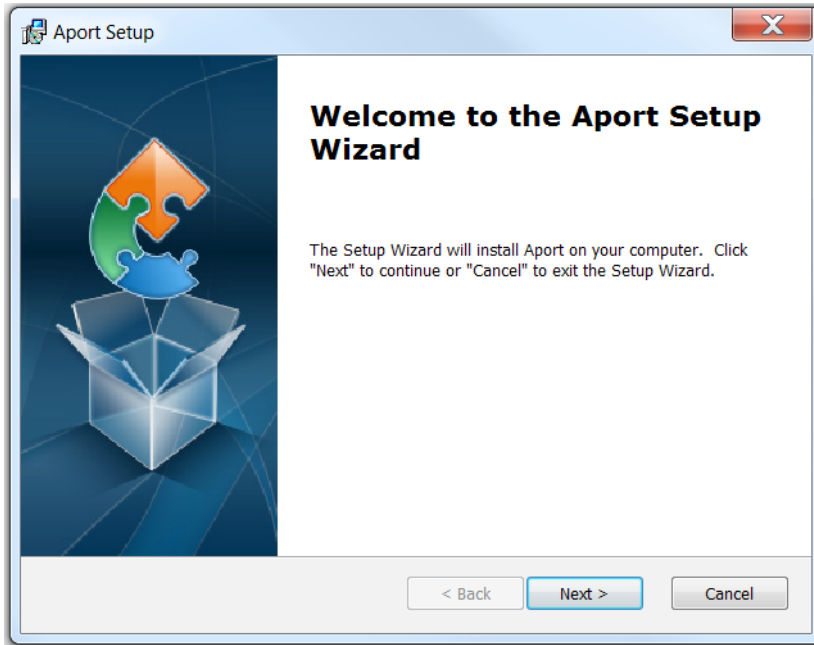 Aport Setup
Welcome to the Aport Setup
Wizard
The Setup Wizard will install Aport on your computer. Click
"Next" to continue or "Cancel" to exit the Setup Wizard.
< Back Next > Cancel